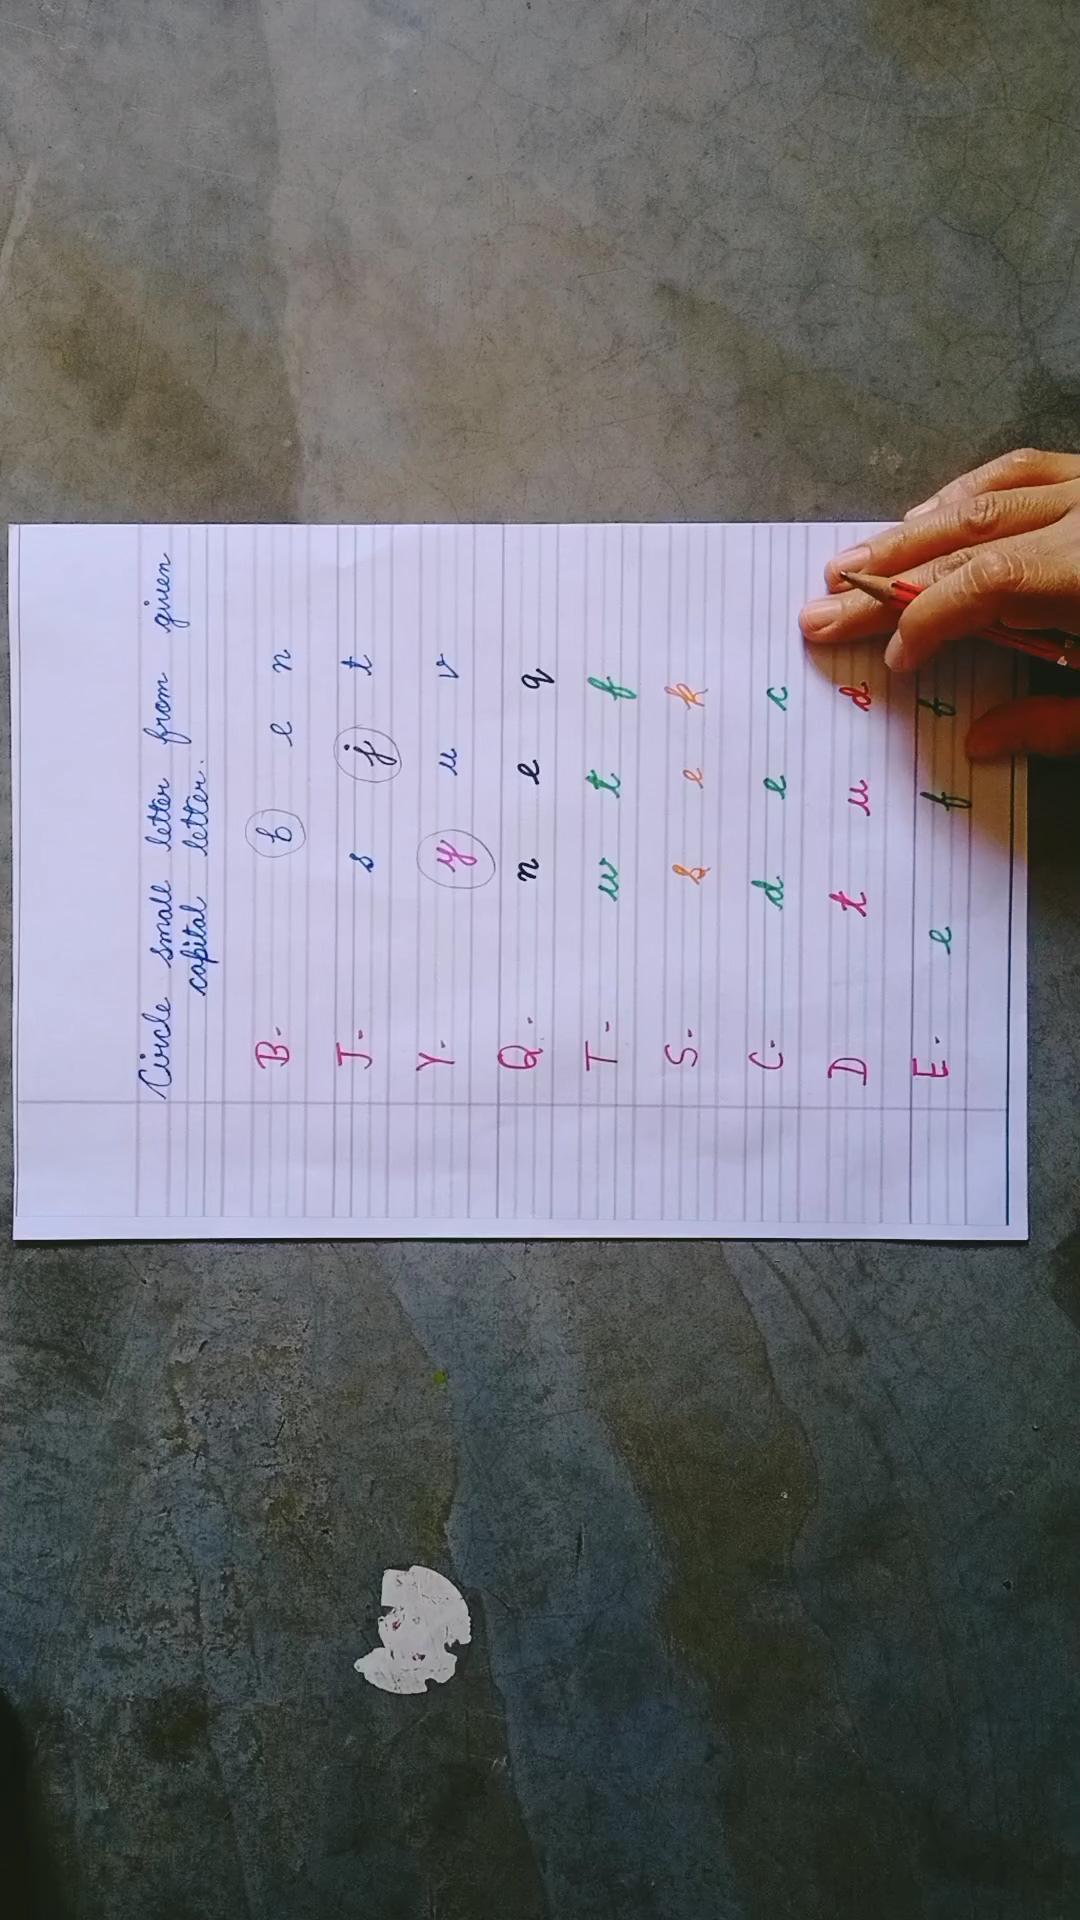 Circle small letter from given
capital letter.
B- b e n
J- s j t
Y- y u v
Q- n e q
T- w t f
S- s e k
C- d e c
D t u d
E- e f b